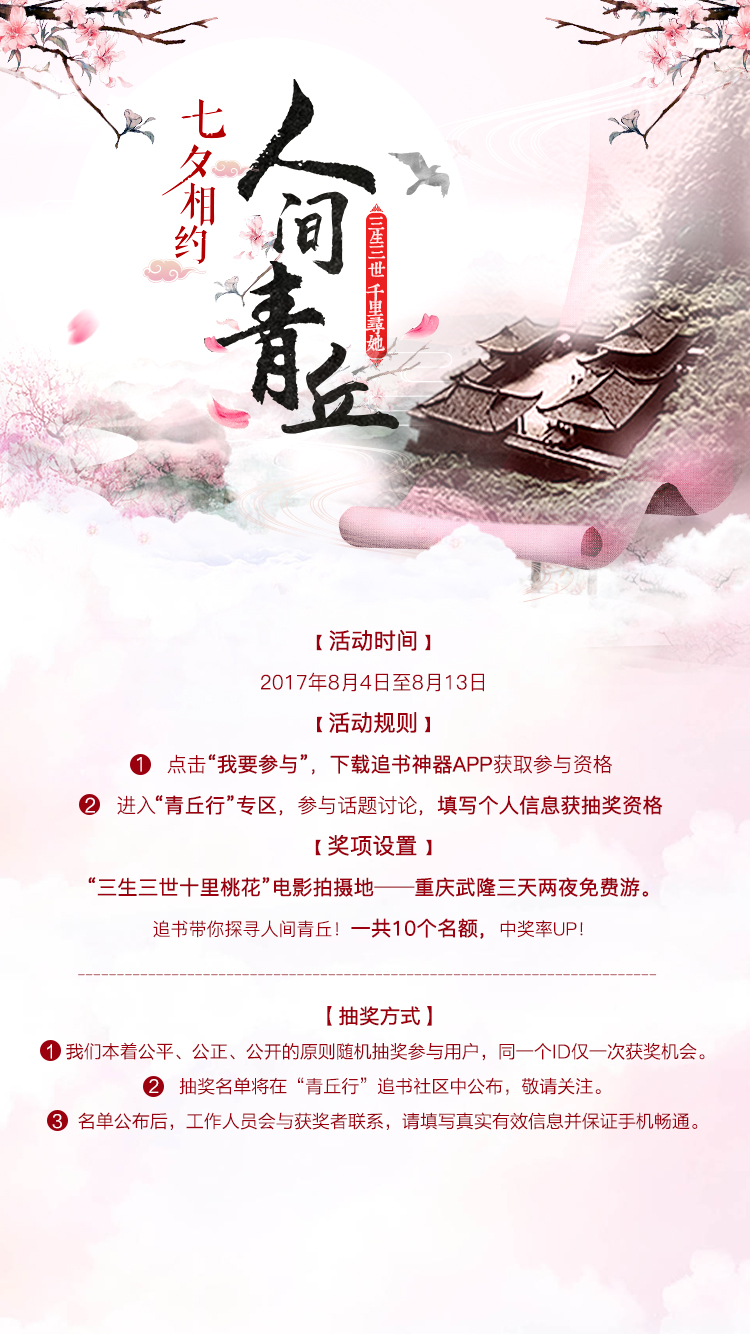 七夕相约
人间青丘
三生三世 千里尋她
【活动时间】
2017年8月4日至8月13日
【活动规则】
1 点击“我要参与”，下载追书神器APP获取参与资格
2 进入“青丘行”专区，参与话题讨论，填写个人信息获抽奖资格
【奖项设置】
“三生三世十里桃花”电影拍摄地——重庆武隆三天两夜免费游。
追书带你探寻人间青丘！一共10个名额，中奖率UP！
【抽奖方式】
1 我们本着公平、公正、公开的原则随机抽奖参与用户，同一个ID仅一次获奖机会。
2 抽奖名单将在“青丘行”追书社区中公布，敬请关注。
3 名单公布后，工作人员会与获奖者联系，请填写真实有效信息并保证手机畅通。